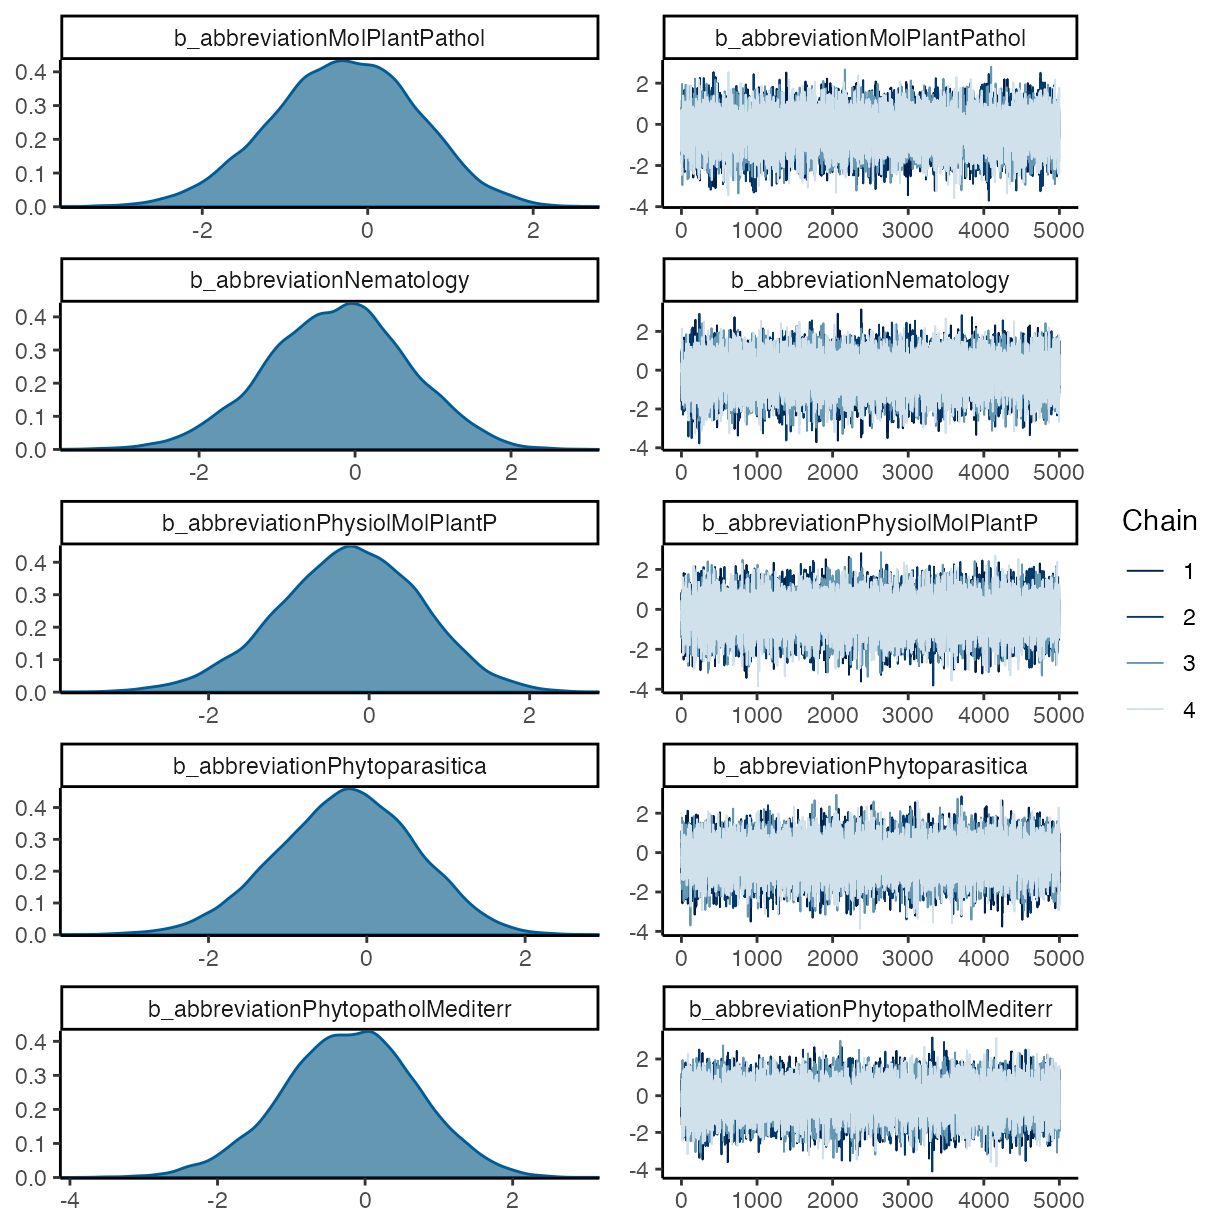 b_abbreviationMolPlantPathol
0.4
0.3
0.2
0.1
0.0
-2 0 2
b_abbreviationMolPlantPathol
2
0
-2
-4
0 1000 2000 3000 4000 5000
b_abbreviationNematology
0.4
0.3
0.2
0.1
0.0
-2 0 2
b_abbreviationNematology
2
0
-2
-4
0 1000 2000 3000 4000 5000
b_abbreviationPhysiolMolPlantP
0.4
0.3
0.2
0.1
0.0
-2 0 2
b_abbreviationPhysiolMolPlantP
2
0
-2
-4
0 1000 2000 3000 4000 5000
b_abbreviationPhytoparasitica
0.4
0.3
0.2
0.1
0.0
-2 0 2
b_abbreviationPhytoparasitica
2
0
-2
-4
0 1000 2000 3000 4000 5000
b_abbreviationPhytopatholMediterr
0.4
0.3
0.2
0.1
0.0
-4 -2 0 2
b_abbreviationPhytopatholMediterr
2
0
-2
-4
0 1000 2000 3000 4000 5000
Chain
1
2
3
4